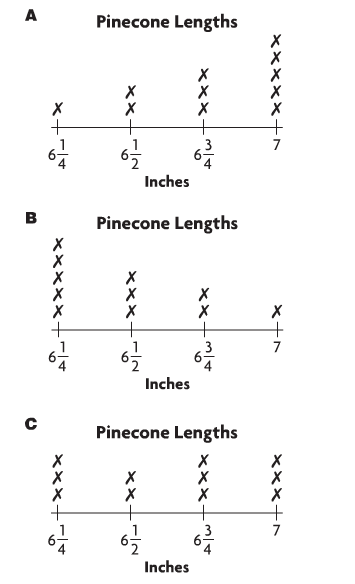 A
Pinecone Lengths
6 1/4 6 1/2 6 3/4 7
Inches
B
Pinecone Lengths
6 1/4 6 1/2 6 3/4 7
Inches
C
Pinecone Lengths
6 1/4 6 1/2 6 3/4 7
Inches